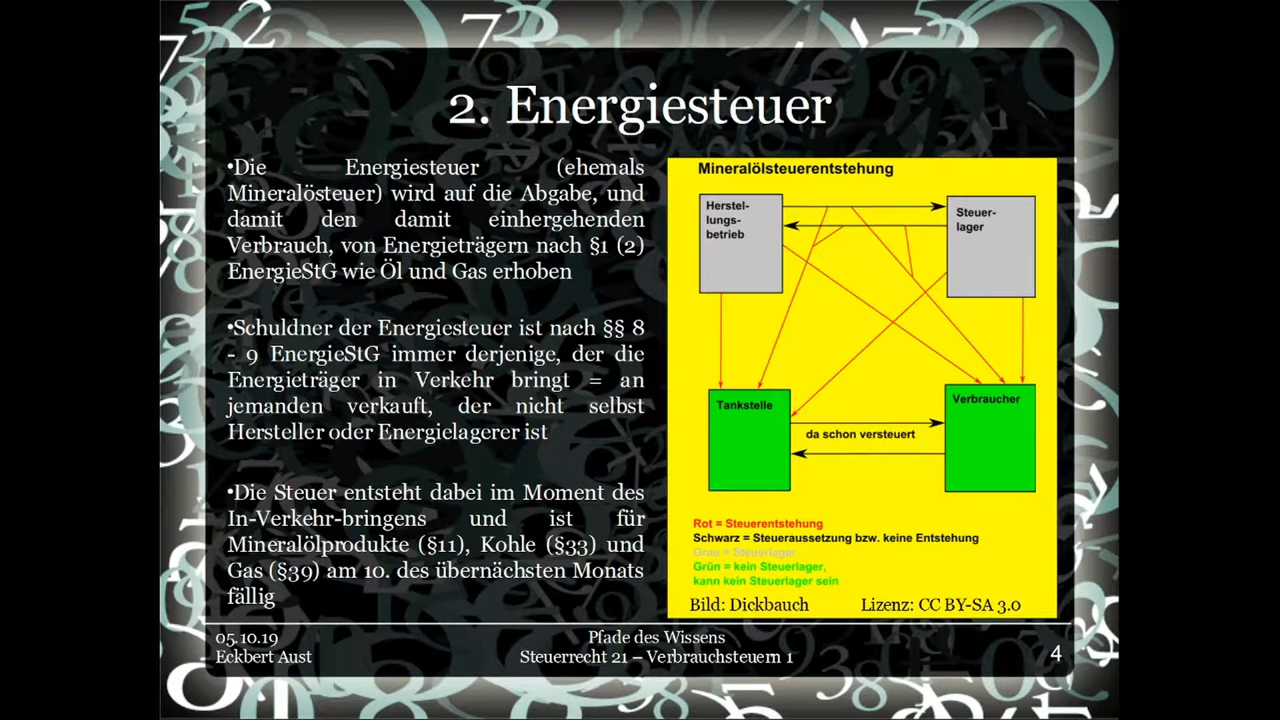 2. Energiesteuer
•Die Energiesteuer (ehemals
Mineralösteuer) wird auf die Abgabe, und
damit den damit einhergehenden
Verbrauch, von Energieträgern nach §1 (2)
EnergieStG wie Öl und Gas erhoben
•Schuldner der Energiesteuer ist nach §§ 8
- 9 EnergieStG immer derjenige, der die
Energieträger in Verkehr bringt = an
jemanden verkauft, der nicht selbst
Hersteller oder Energielagerer ist
•Die Steuer entsteht dabei im Moment des
In-Verkehr-bringens und ist für
Mineralölprodukte (§11), Kohle (§33) und
Gas (§39) am 10. des übernächsten Monats
fällig
Mineralölsteuerentstehung
Herstel-
lungs-
betrieb
Steuer-
lager
Tankstelle
Verbraucher
da schon versteuert
Rot = Steuerentstehung
Schwarz = Steueraussetzung bzw. keine Entstehung
Grau = Steuerlager
Grün = kein Steuerlager,
kann kein Steuerlager sein
Bild: Dickbauch Lizenz: CC BY-SA 3.0
05.10.19
Eckbert Aust
Pfade des Wissens
Steuerrecht 21 – Verbrauchsteuern 1
4